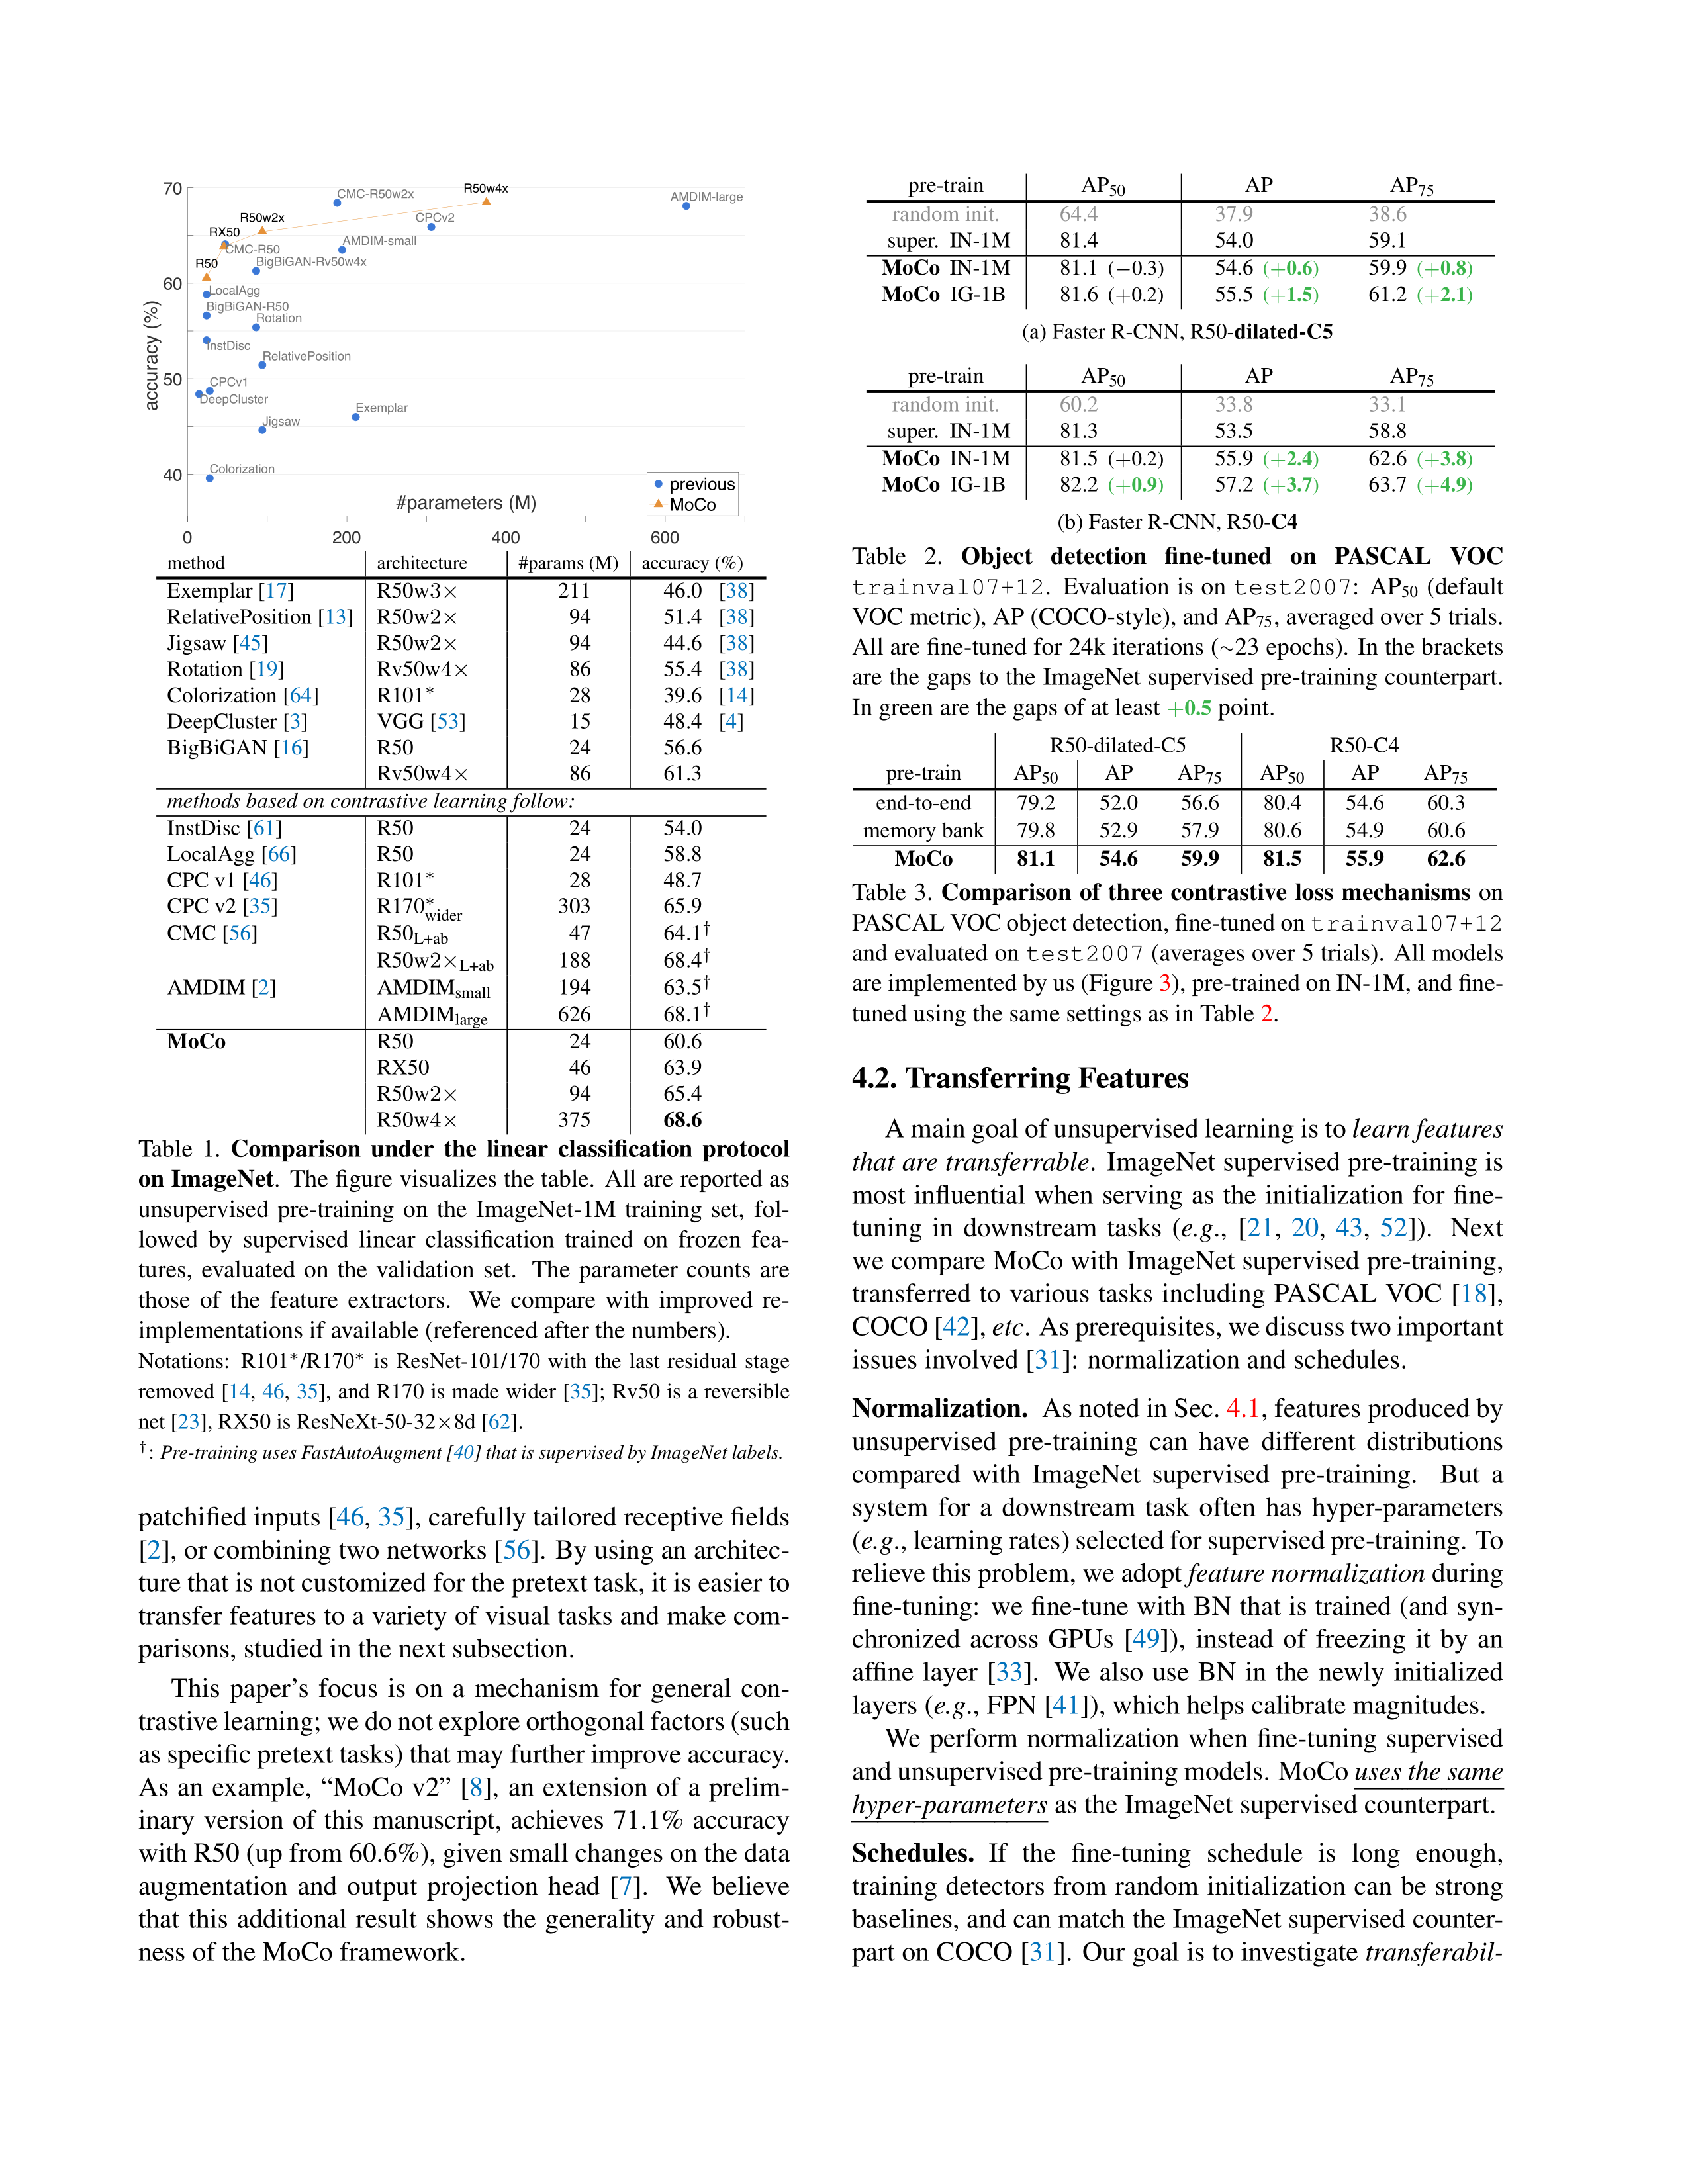 70
60
50
40
accuracy (%)
R50w4x
CMC-R50w2x
AMDIM-large
R50w2x
CPCv2
RX50
AMDIM-small
CMC-R50
BigBiGAN-Rv50w4x
R50
LocalAgg
BigBiGAN-R50
Rotation
InstDisc
RelativePosition
CPCv1
DeepCluster
Exemplar
Jigsaw
Colorization
previous
MoCo
#parameters (M)
0 200 400 600
method architecture #params (M) accuracy (%)
Exemplar [17] R50w3× 211 46.0 [38]
RelativePosition [13] R50w2× 94 51.4 [38]
Jigsaw [45] R50w2× 94 44.6 [38]
Rotation [19] Rv50w4× 86 55.4 [38]
Colorization [64] R101* 28 39.6 [14]
DeepCluster [3] VGG [53] 15 48.4 [4]
BigBiGAN [16] R50 24 56.6
Rv50w4× 86 61.3
methods based on contrastive learning follow:
InstDisc [61] R50 24 54.0
LocalAgg [66] R50 24 58.8
CPC v1 [46] R101* 28 48.7
CPC v2 [35] R170*wider 303 65.9
CMC [56] R50L+ab 47 64.1†
R50w2×L+ab 188 68.4†
AMDIM [2] AMDIMsmall 194 63.5†
AMDIMlarge 626 68.1†
MoCo R50 24 60.6
RX50 46 63.9
R50w2× 94 65.4
R50w4× 375 68.6
Table 1. Comparison under the linear classification protocol
on ImageNet. The figure visualizes the table. All are reported as
unsupervised pre-training on the ImageNet-1M training set, fol-
lowed by supervised linear classification trained on frozen fea-
tures, evaluated on the validation set. The parameter counts are
those of the feature extractors. We compare with improved re-
implementations if available (referenced after the numbers).
Notations: R101*/R170* is ResNet-101/170 with the last residual stage
removed [14, 46, 35], and R170 is made wider [35]; Rv50 is a reversible
net [23], RX50 is ResNeXt-50-32×8d [62].
†: Pre-training uses FastAutoAugment [40] that is supervised by ImageNet labels.
patchified inputs [46, 35], carefully tailored receptive fields
[2], or combining two networks [56]. By using an architec-
ture that is not customized for the pretext task, it is easier to
transfer features to a variety of visual tasks and make com-
parisons, studied in the next subsection.
This paper's focus is on a mechanism for general con-
trastive learning; we do not explore orthogonal factors (such
as specific pretext tasks) that may further improve accuracy.
As an example, “MoCo v2” [8], an extension of a prelim-
inary version of this manuscript, achieves 71.1% accuracy
with R50 (up from 60.6%), given small changes on the data
augmentation and output projection head [7]. We believe
that this additional result shows the generality and robust-
ness of the MoCo framework.
pre-train AP50 AP AP75
random init. 64.4 37.9 38.6
super. IN-1M 81.4 54.0 59.1
MoCo IN-1M 81.1 (−0.3) 54.6 (+0.6) 59.9 (+0.8)
MoCo IG-1B 81.6 (+0.2) 55.5 (+1.5) 61.2 (+2.1)
(a) Faster R-CNN, R50-dilated-C5
pre-train AP50 AP AP75
random init. 60.2 33.8 33.1
super. IN-1M 81.3 53.5 58.8
MoCo IN-1M 81.5 (+0.2) 55.9 (+2.4) 62.6 (+3.8)
MoCo IG-1B 82.2 (+0.9) 57.2 (+3.7) 63.7 (+4.9)
(b) Faster R-CNN, R50-C4
Table 2. Object detection fine-tuned on PASCAL VOC
trainval07+12. Evaluation is on test2007: AP50 (default
VOC metric), AP (COCO-style), and AP75, averaged over 5 trials.
All are fine-tuned for 24k iterations (∼23 epochs). In the brackets
are the gaps to the ImageNet supervised pre-training counterpart.
In green are the gaps of at least +0.5 point.
R50-dilated-C5 R50-C4
pre-train AP50 AP AP75 AP50 AP AP75
end-to-end 79.2 52.0 56.6 80.4 54.6 60.3
memory bank 79.8 52.9 57.9 80.6 54.9 60.6
MoCo 81.1 54.6 59.9 81.5 55.9 62.6
Table 3. Comparison of three contrastive loss mechanisms on
PASCAL VOC object detection, fine-tuned on trainval07+12
and evaluated on test2007 (averages over 5 trials). All models
are implemented by us (Figure 3), pre-trained on IN-1M, and fine-
tuned using the same settings as in Table 2.
4.2. Transferring Features
A main goal of unsupervised learning is to learn features
that are transferrable. ImageNet supervised pre-training is
most influential when serving as the initialization for fine-
tuning in downstream tasks (e.g., [21, 20, 43, 52]). Next
we compare MoCo with ImageNet supervised pre-training,
transferred to various tasks including PASCAL VOC [18],
COCO [42], etc. As prerequisites, we discuss two important
issues involved [31]: normalization and schedules.
Normalization. As noted in Sec. 4.1, features produced by
unsupervised pre-training can have different distributions
compared with ImageNet supervised pre-training. But a
system for a downstream task often has hyper-parameters
(e.g., learning rates) selected for supervised pre-training. To
relieve this problem, we adopt feature normalization during
fine-tuning: we fine-tune with BN that is trained (and syn-
chronized across GPUs [49]), instead of freezing it by an
affine layer [33]. We also use BN in the newly initialized
layers (e.g., FPN [41]), which helps calibrate magnitudes.
We perform normalization when fine-tuning supervised
and unsupervised pre-training models. MoCo uses the same
hyper-parameters as the ImageNet supervised counterpart.
Schedules. If the fine-tuning schedule is long enough,
training detectors from random initialization can be strong
baselines, and can match the ImageNet supervised counter-
part on COCO [31]. Our goal is to investigate transferabil-